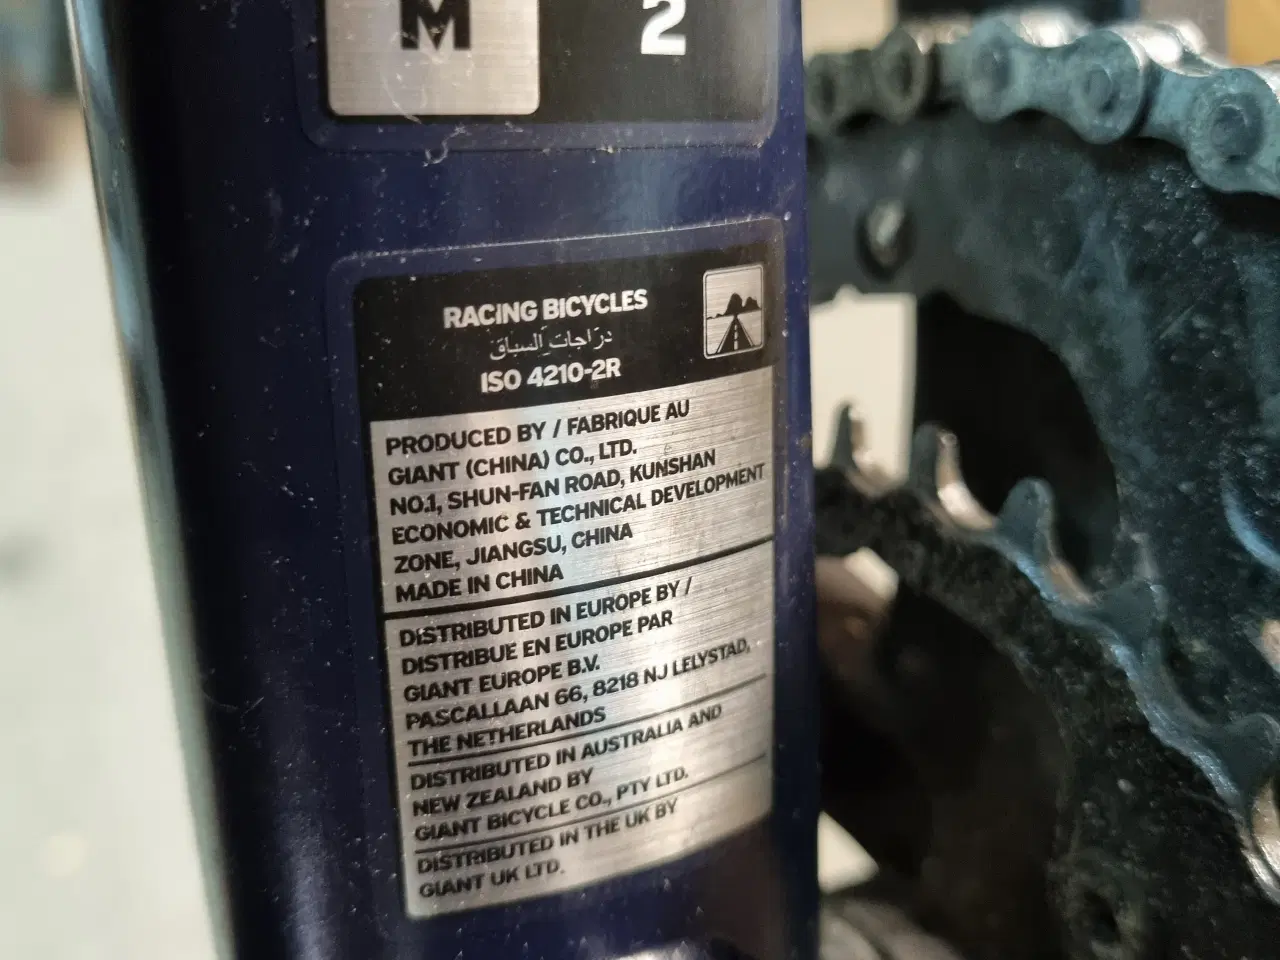 M
2
RACING BICYCLES
دراجات السباق
ISO 4210-2R
PRODUCED BY / FABRIQUE AU
GIANT (CHINA) CO., LTD.
NO.1, SHUN-FAN ROAD, KUNSHAN
ECONOMIC & TECHNICAL DEVELOPMENT
ZONE, JIANGSU, CHINA
MADE IN CHINA
DISTRIBUTED IN EUROPE BY /
DISTRIBUE EN EUROPE PAR
GIANT EUROPE B.V.
PASCALLAAN 66, 8218 NJ LELYSTAD,
THE NETHERLANDS
DISTRIBUTED IN AUSTRALIA AND
NEW ZEALAND BY
GIANT BICYCLE CO., PTY LTD.
DISTRIBUTED IN THE UK BY
GIANT UK LTD.